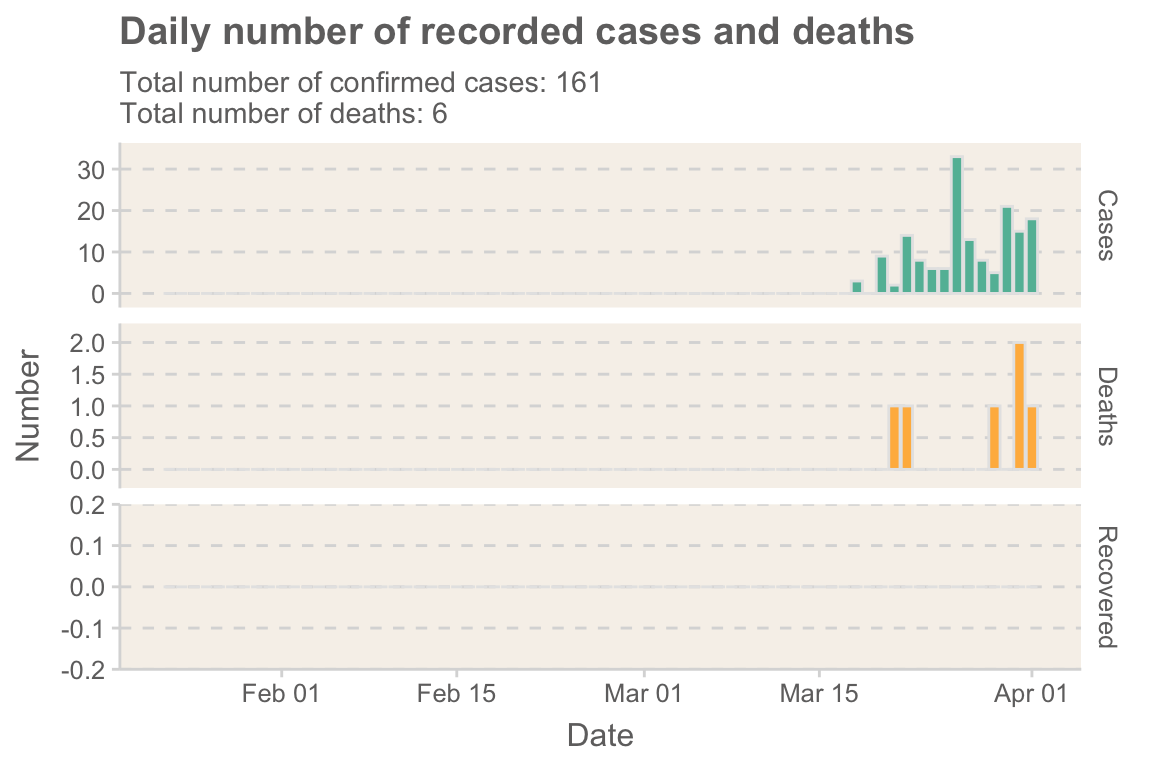 Daily number of recorded cases and deaths
Total number of confirmed cases: 161
Total number of deaths: 6
30
20
10
0
Cases
2.0
1.5
1.0
0.5
0.0
Deaths
Number
0.2
0.1
0.0
-0.1
-0.2
Recovered
Feb 01 Feb 15 Mar 01 Mar 15 Apr 01
Date